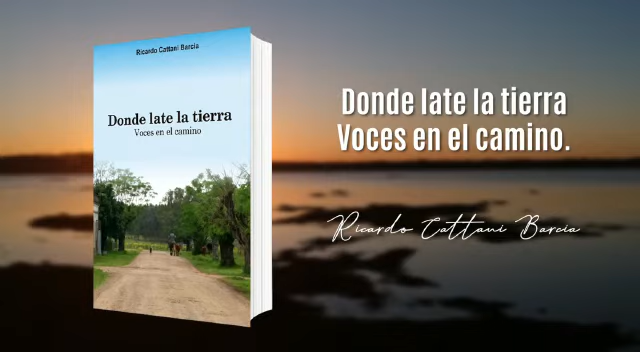 Ricardo Cattani Barcia
Donde late la tierra
Voces en el camino
Donde late la tierra
Voces en el camino.
Ricardo Cattani Barcia